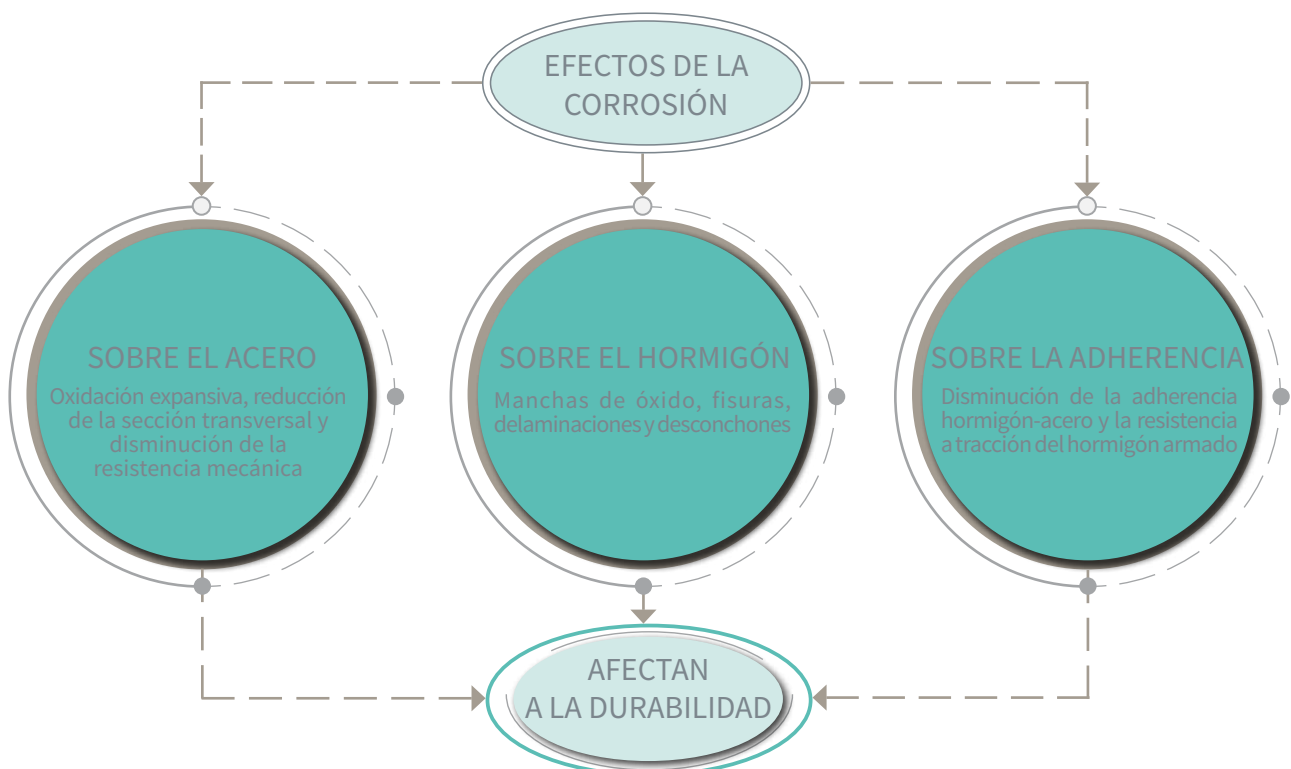 EFECTOS DE LA
CORROSIÓN
SOBRE EL ACERO
Oxidación expansiva, reducción
de la sección transversal y
disminución de la
resistencia mecánica
SOBRE EL HORMIGÓN
Manchas de óxido, fisuras,
delaminaciones y desconchones
SOBRE LA ADHERENCIA
Disminución de la adherencia
hormigón-acero y la resistencia
a tracción del hormigón armado
AFECTAN
A LA DURABILIDAD